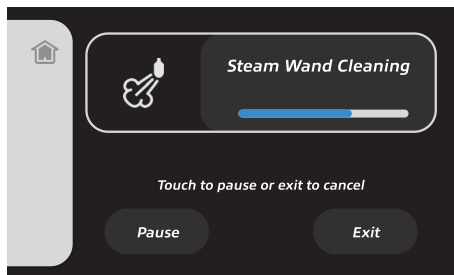 Steam Wand Cleaning
Touch to pause or exit to cancel
Pause
Exit